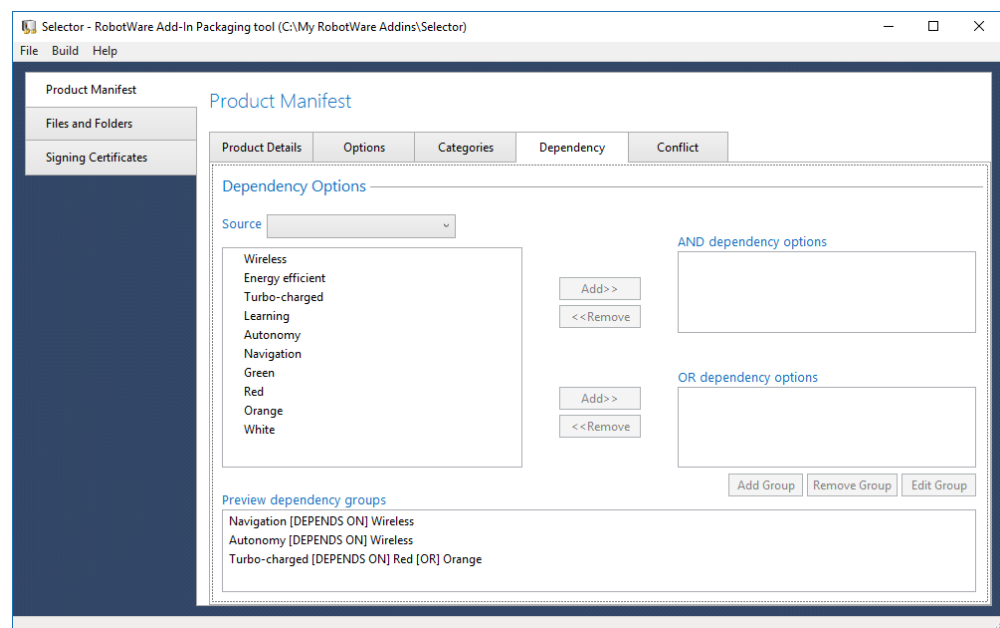 Selector - RobotWare Add-In Packaging tool (C:\My RobotWare Addins\Selector)
File Build Help
Product Manifest
Files and Folders
Signing Certificates
Product Manifest
Product Details Options Categories Dependency Conflict
Dependency Options
Source
Wireless
Energy efficient
Turbo-charged
Learning
Autonomy
Navigation
Green
Red
Orange
White
Add>>
<<Remove
AND dependency options
Add>>
<<Remove
OR dependency options
Add Group Remove Group Edit Group
Preview dependency groups
Navigation [DEPENDS ON] Wireless
Autonomy [DEPENDS ON] Wireless
Turbo-charged [DEPENDS ON] Red [OR] Orange